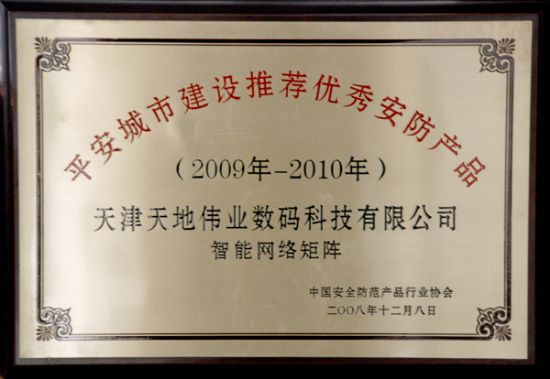 平安城市建设推荐优秀安防产品
（2009年-2010年）
天津天地伟业数码科技有限公司
智能网络矩阵
中国安全防范产品行业协会
二〇〇八年十二月八日